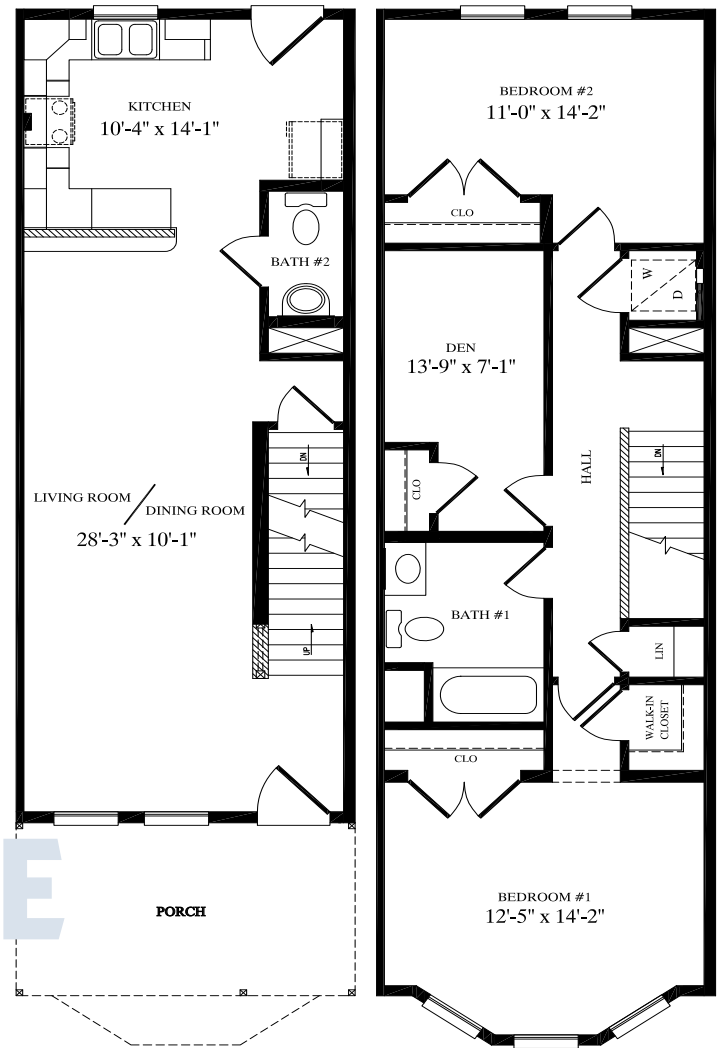 KITCHEN
10'-4" x 14'-1"
BATH #2
DN
LIVING ROOM / DINING ROOM
28'-3" x 10'-1"
UP
E
PORCH
BEDROOM #2
11'-0" x 14'-2"
CLO
W
D
DEN
13'-9" x 7'-1"
CLO
HALL
DN
BATH #1
LIN
WALK-IN
CLOSET
CLO
BEDROOM #1
12'-5" x 14'-2"